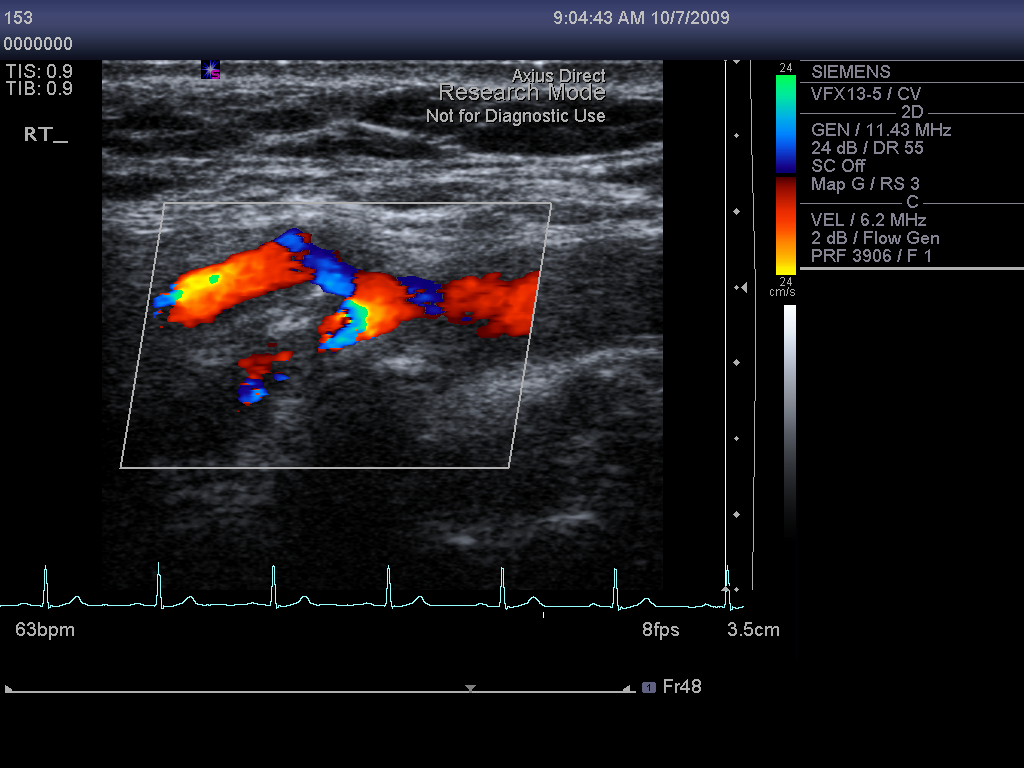 153
9:04:43 AM 10/7/2009
0000000
TIS: 0.9
TIB: 0.9
RT_
S
Axius Direct
Research Mode
Not for Diagnostic Use
24
24
cm/s
SIEMENS
VFX13-5 / CV
2D
GEN / 11.43 MHz
24 dB / DR 55
SC Off
Map G / RS 3
C
VEL / 6.2 MHz
2 dB / Flow Gen
PRF 3906 / F 1
63bpm
8fps
3.5cm
1
Fr48